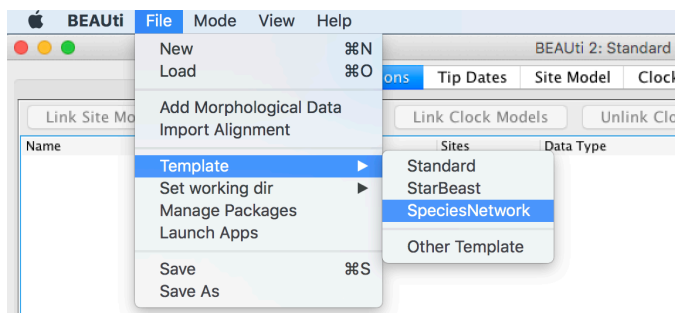 BEAUti File Mode View Help
BEAUti 2: Standard
New ⌘N
Load ⌘O
ons Tip Dates Site Model Clock
Add Morphological Data
Import Alignment
Link Site Mo Link Clock Models Unlink Clo
Name Sites Data Type
Template ▶ Standard
Set working dir ▶ StarBeast
Manage Packages SpeciesNetwork
Launch Apps
Other Template
Save ⌘S
Save As